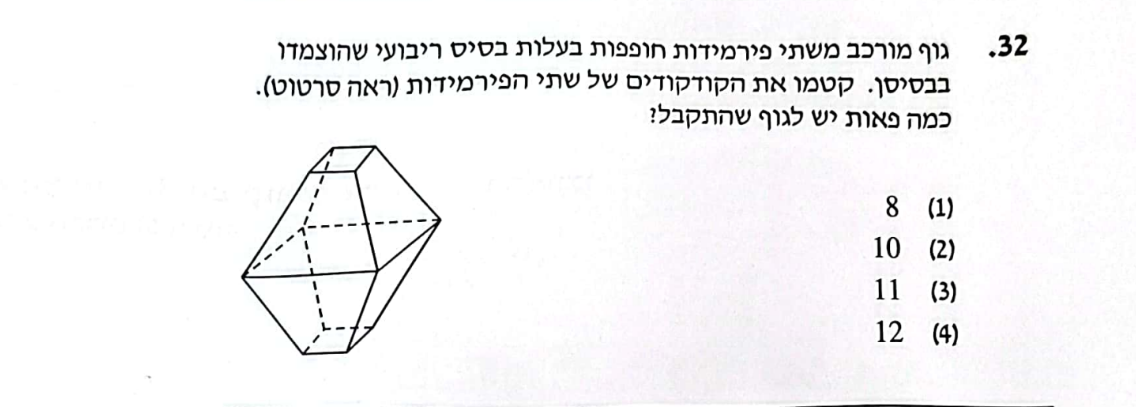 32. גוף מורכב משתי פירמידות חופפות בעלות בסיס ריבועי שהוצמדו
בבסיסן. קטמו את הקודקודים של שתי הפירמידות (ראה סרטוט).
כמה פאות יש לגוף שהתקבל?
(1) 8
(2) 10
(3) 11
(4) 12